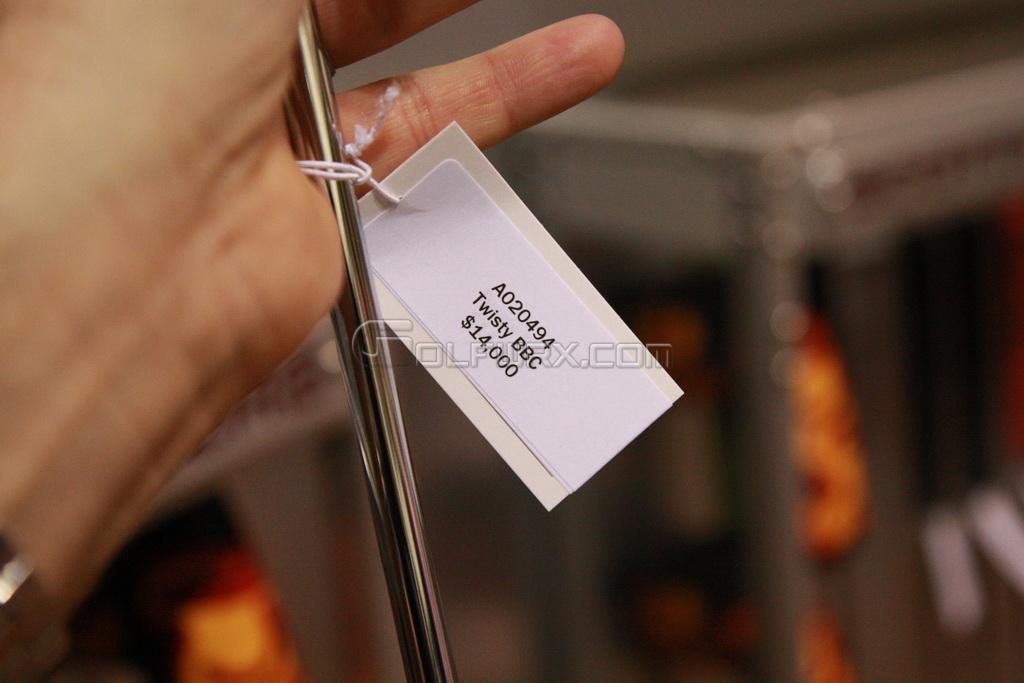 A020494
Twisty BBC
$14,000
GOLFWRX.COM